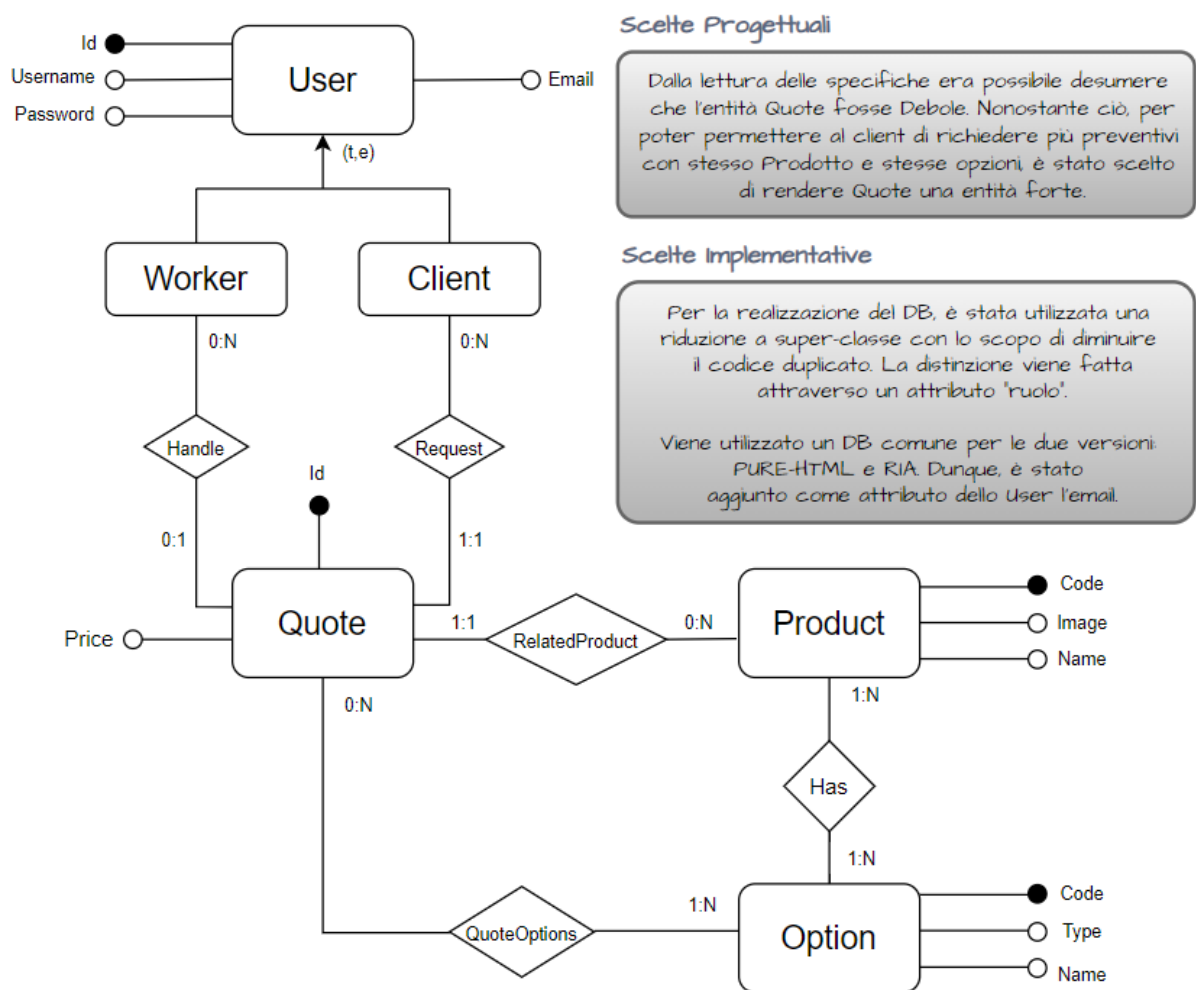 Id
Username
Password
User
Email
(t,e)
Worker
Client
0:N
0:N
Handle
Request
Id
0:1
1:1
Price
Quote
1:1
RelatedProduct
0:N
Product
Code
Image
Name
0:N
1:N
Has
1:N
QuoteOptions
1:N
Option
Code
Type
Name
Scelte Progettuali
Dalla lettura delle specifiche era possibile desumere
che l'entità Quote fosse Debole. Nonostante ciò, per
poter permettere al client di richiedere più preventivi
con stesso Prodotto e stesse opzioni, è stato scelto
di rendere Quote una entità forte.
Scelte Implementative
Per la realizzazione del DB, è stata utilizzata una
riduzione a super-classe con lo scopo di diminuire
il codice duplicato. La distinzione viene fatta
attraverso un attributo "ruolo".
Viene utilizzato un DB comune per le due versioni:
PURE-HTML e RIA. Dunque, è stato
aggiunto come attributo dello User l'email.